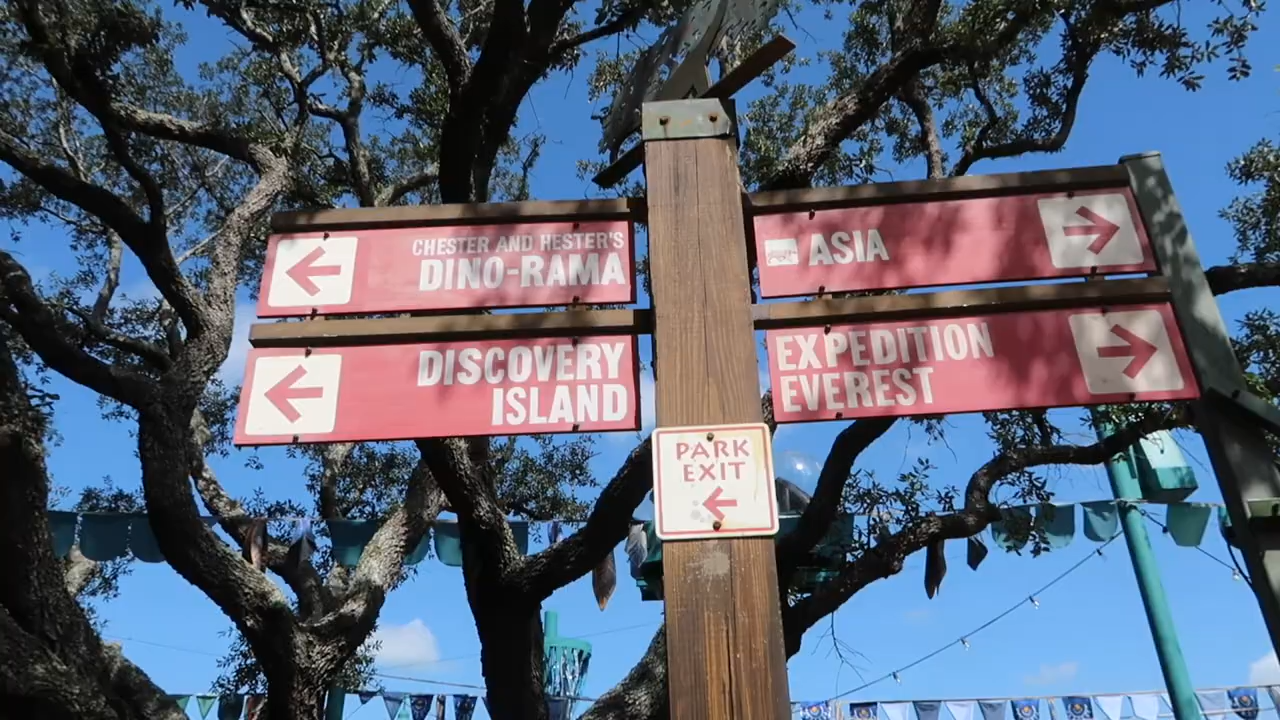 CHESTER AND HESTER'S
DINO-RAMA
DISCOVERY
ISLAND
ASIA
EXPEDITION
EVEREST
PARK
EXIT